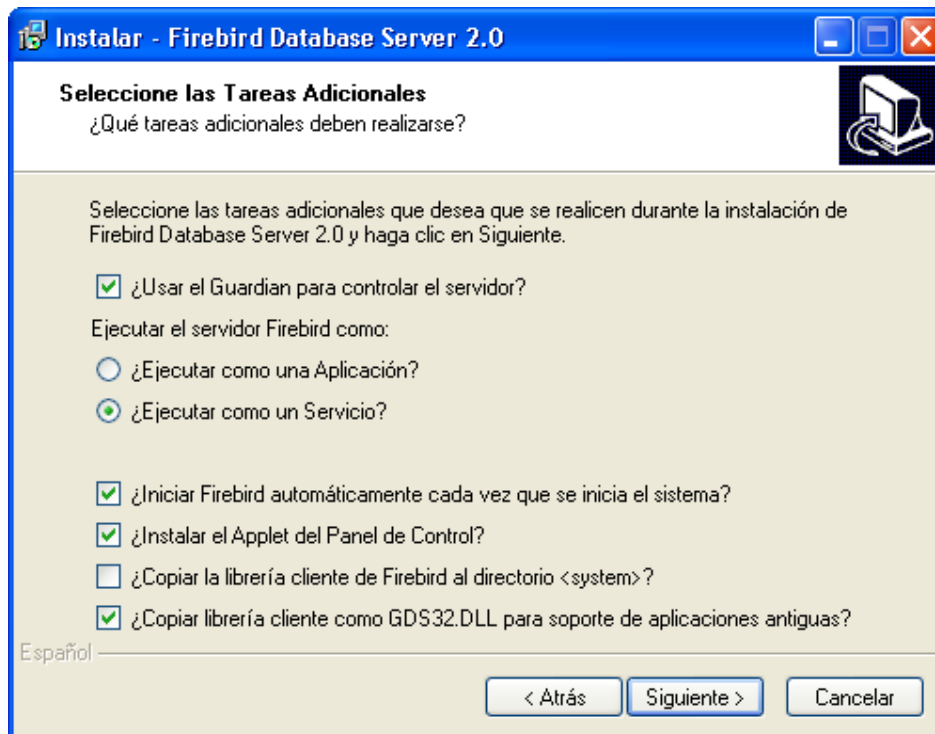 Instalar - Firebird Database Server 2.0
Seleccione las Tareas Adicionales
¿Qué tareas adicionales deben realizarse?
Seleccione las tareas adicionales que desea que se realicen durante la instalación de
Firebird Database Server 2.0 y haga clic en Siguiente.
¿Usar el Guardian para controlar el servidor?
Ejecutar el servidor Firebird como:
¿Ejecutar como una Aplicación?
¿Ejecutar como un Servicio?
¿Iniciar Firebird automáticamente cada vez que se inicia el sistema?
¿Instalar el Applet del Panel de Control?
¿Copiar la librería cliente de Firebird al directorio <system>?
¿Copiar librería cliente como GDS32.DLL para soporte de aplicaciones antiguas?
Español
< Atrás Siguiente > Cancelar